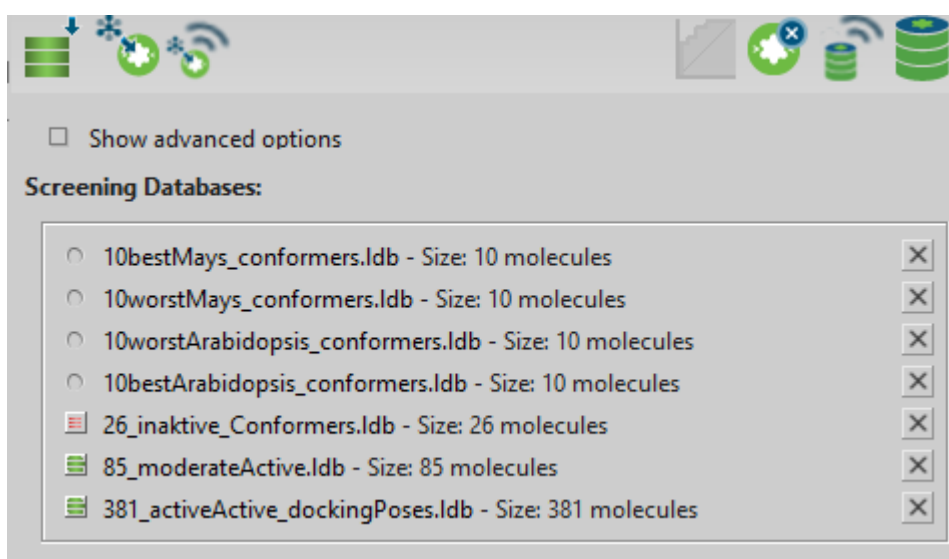 Show advanced options
Screening Databases:
10bestMays_conformers.ldb - Size: 10 molecules
10worstMays_conformers.ldb - Size: 10 molecules
10worstArabidopsis_conformers.ldb - Size: 10 molecules
10bestArabidopsis_conformers.ldb - Size: 10 molecules
26_inaktive_Conformers.ldb - Size: 26 molecules
85_moderateActive.ldb - Size: 85 molecules
381_activeActive_dockingPoses.ldb - Size: 381 molecules